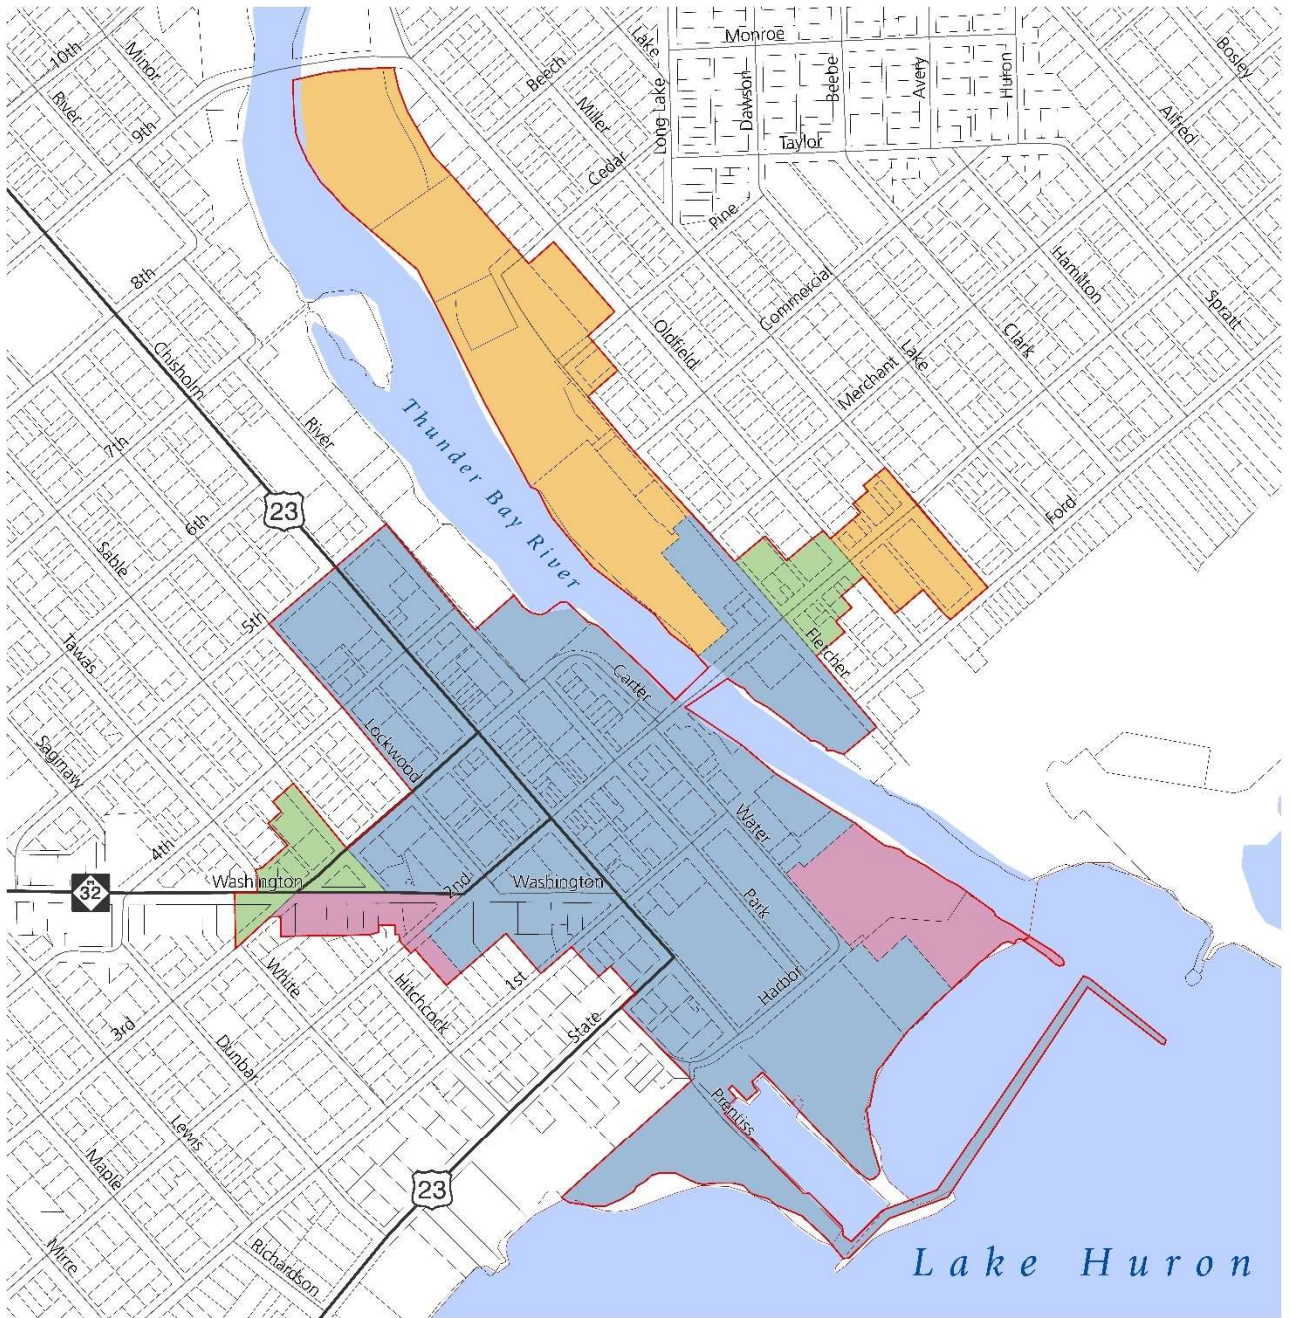 10th
Minor
River
9th
Lake
Monroe
Beech
Miller
Cedar
Long Lake
Dawson
Beebe
Avery
Huron
Bosley
Alfred
Taylor
Pine
8th
Chisholm
Commercial
Hamilton
Spratt
Oldfield
Lake
Clark
Merchant
River
7th
Thunder Bay River
23
6th
Sable
Ford
5th
Tawas
Fletcher
Carter
Lockwood
Saginaw
4th
Water
Washington
2nd
Washington
M
32
Park
White
Hitchcock
1st
Harbor
State
3rd
Dunbar
Prentiss
Lewis
Maple
23
Mirre
Richardson
Lake Huron